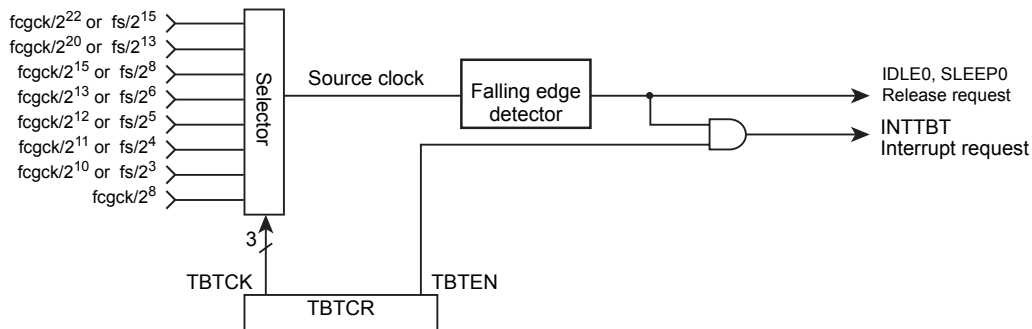 fcgck/2^22 or fs/2^15
fcgck/2^20 or fs/2^13
fcgck/2^15 or fs/2^8
fcgck/2^13 or fs/2^6
fcgck/2^12 or fs/2^5
fcgck/2^11 or fs/2^4
fcgck/2^10 or fs/2^3
fcgck/2^8
Selector
Source clock
Falling edge
detector
IDLE0, SLEEP0
Release request
INTTBT
Interrupt request
3
TBTCK
TBTEN
TBTCR